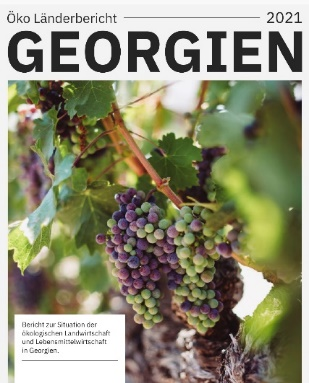 Öko Länderbericht 2021
GEORGIEN
Bericht zur Situation der
ökologischen Landwirtschaft
und Lebensmittelwirtschaft
in Georgien.